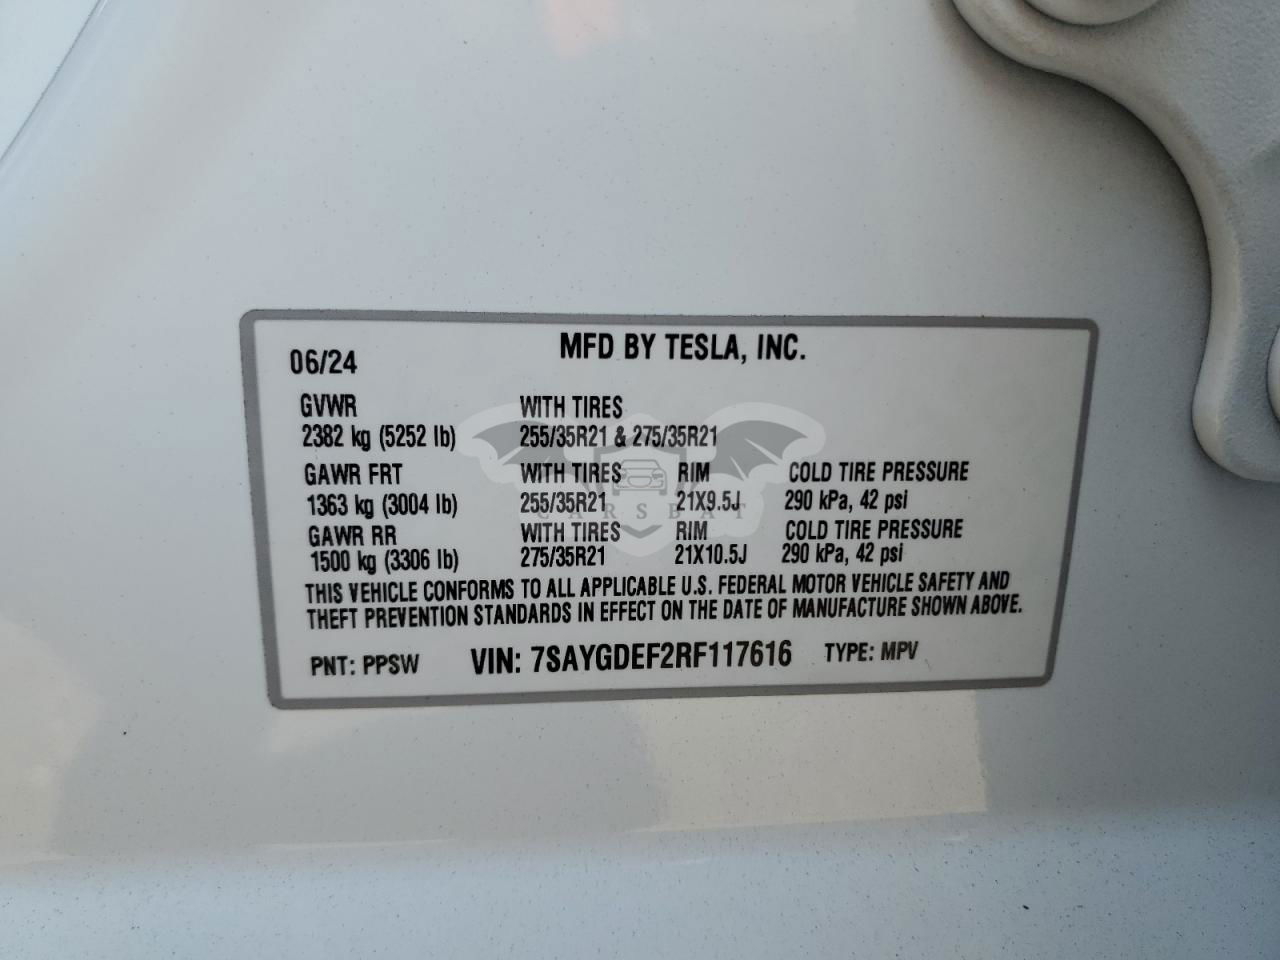 06/24 MFD BY TESLA, INC.
GVWR WITH TIRES
2382 kg (5252 lb) 255/35R21 & 275/35R21
GAWR FRT WITH TIRES RIM COLD TIRE PRESSURE
1363 kg (3004 lb) 255/35R21 21X9.5J 290 kPa, 42 psi
CARSBAT
GAWR RR WITH TIRES RIM COLD TIRE PRESSURE
1500 kg (3306 lb) 275/35R21 21X10.5J 290 kPa, 42 psi
THIS VEHICLE CONFORMS TO ALL APPLICABLE U.S. FEDERAL MOTOR VEHICLE SAFETY AND
THEFT PREVENTION STANDARDS IN EFFECT ON THE DATE OF MANUFACTURE SHOWN ABOVE.
PNT: PPSW VIN: 7SAYGDEF2RF117616 TYPE: MPV